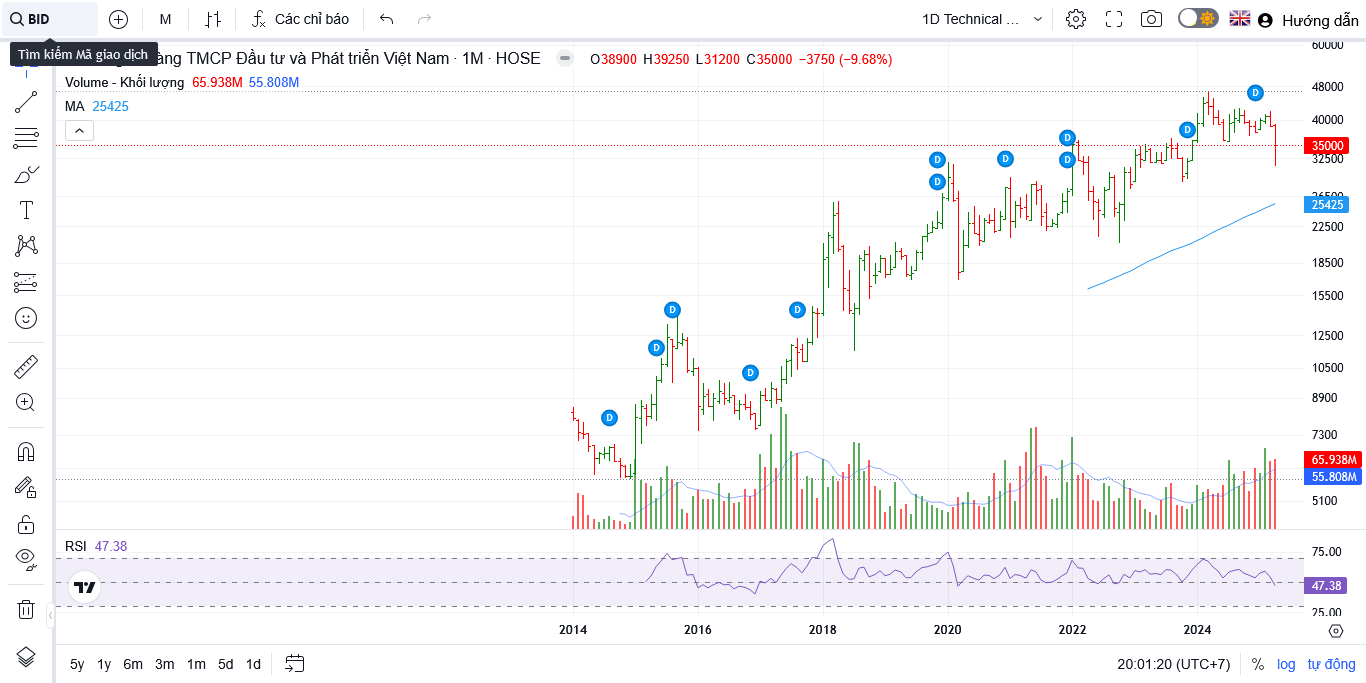 BID M Các chỉ báo 1D Technical ... Hướng dẫn
Tìm kiếm Mã giao dịch
àng TMCP Đầu tư và Phát triển Việt Nam · 1M · HOSE O38900 H39250 L31200 C35000 −3750 (−9.68%)
Volume - Khối lượng 65.938M 55.808M
MA 25425
60000
48000
40000
35000
32500
26500
25425
22500
18500
15500
12500
10500
8900
7300
65.938M
55.808M
5100
D
D
D
D
D
D
D
D
D
D
D
D
RSI 47.38
75.00
47.38
25.00
2014 2016 2018 2020 2022 2024
5y 1y 6m 3m 1m 5d 1d 20:01:20 (UTC+7) % log tự động